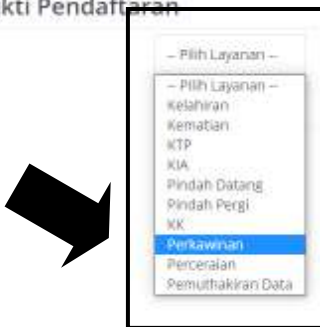 kti Pendaftaran
-- Pilih Layanan --
-- Pilih Layanan --
Kelahiran
Kematian
KTP
KIA
Pindah Datang
Pindah Pergi
KK
Perkawinan
Perceraian
Pemuthakiran Data